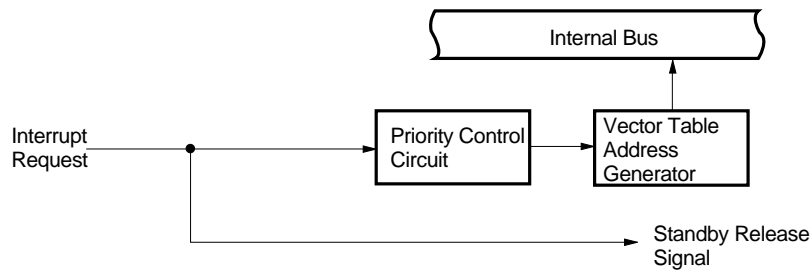 Internal Bus
Interrupt
Request
Priority Control
Circuit
Vector Table
Address
Generator
Standby Release
Signal